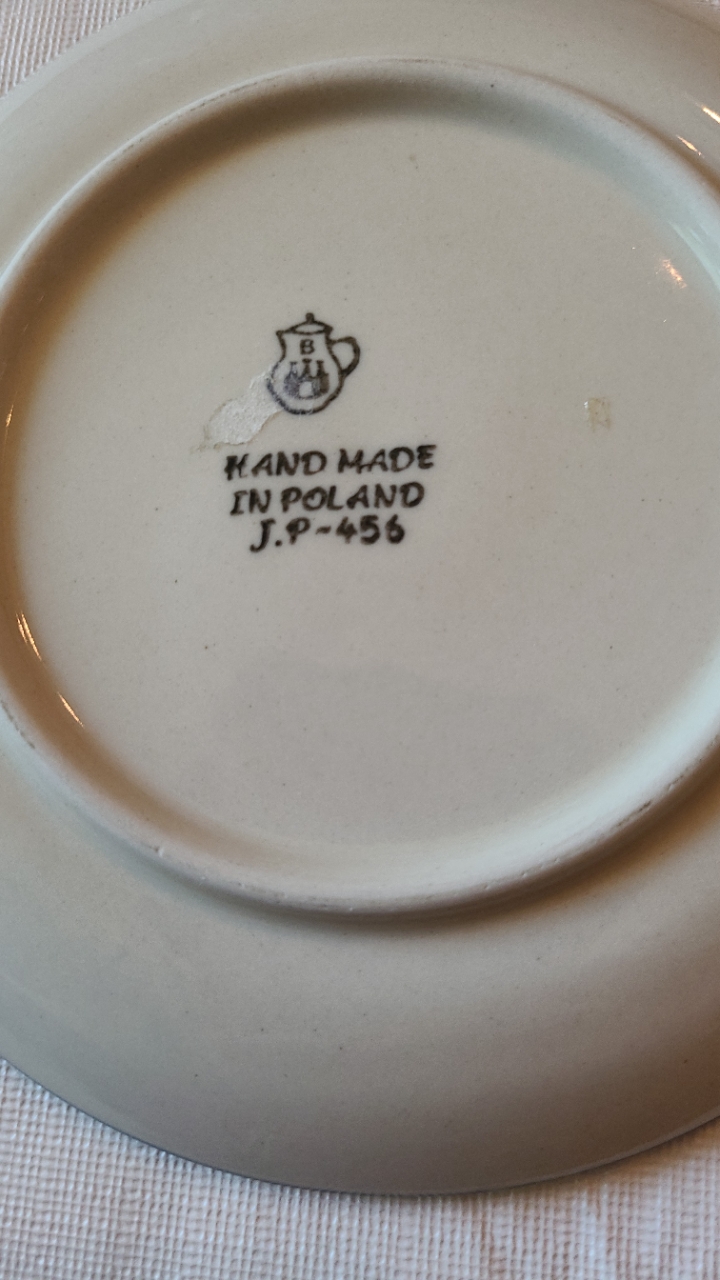 B
HAND MADE
IN POLAND
J.P-456